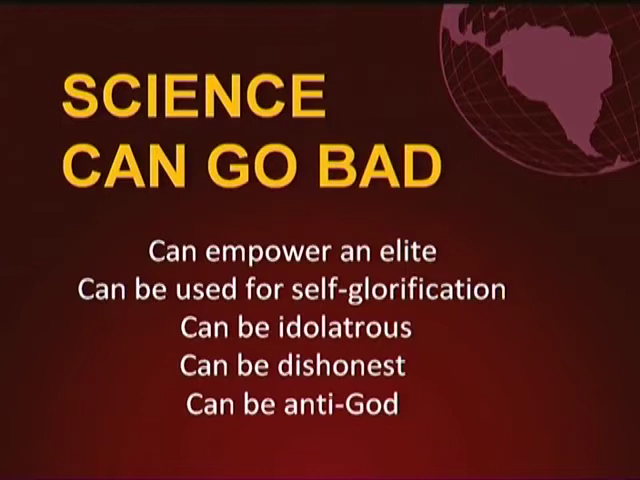 SCIENCE
CAN GO BAD
Can empower an elite
Can be used for self-glorification
Can be idolatrous
Can be dishonest
Can be anti-God